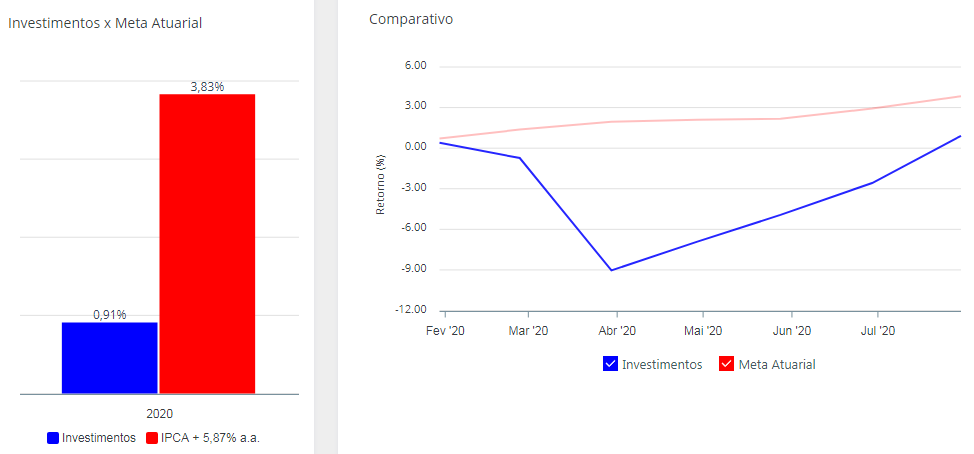 Investimentos x Meta Atuarial
3,83%
0,91%
2020
Investimentos
IPCA + 5,87% a.a.
Comparativo
Retorno (%)
6.00
3.00
0.00
-3.00
-6.00
-9.00
-12.00
Fev '20 Mar '20 Abr '20 Mai '20 Jun '20 Jul '20
Investimentos
Meta Atuarial